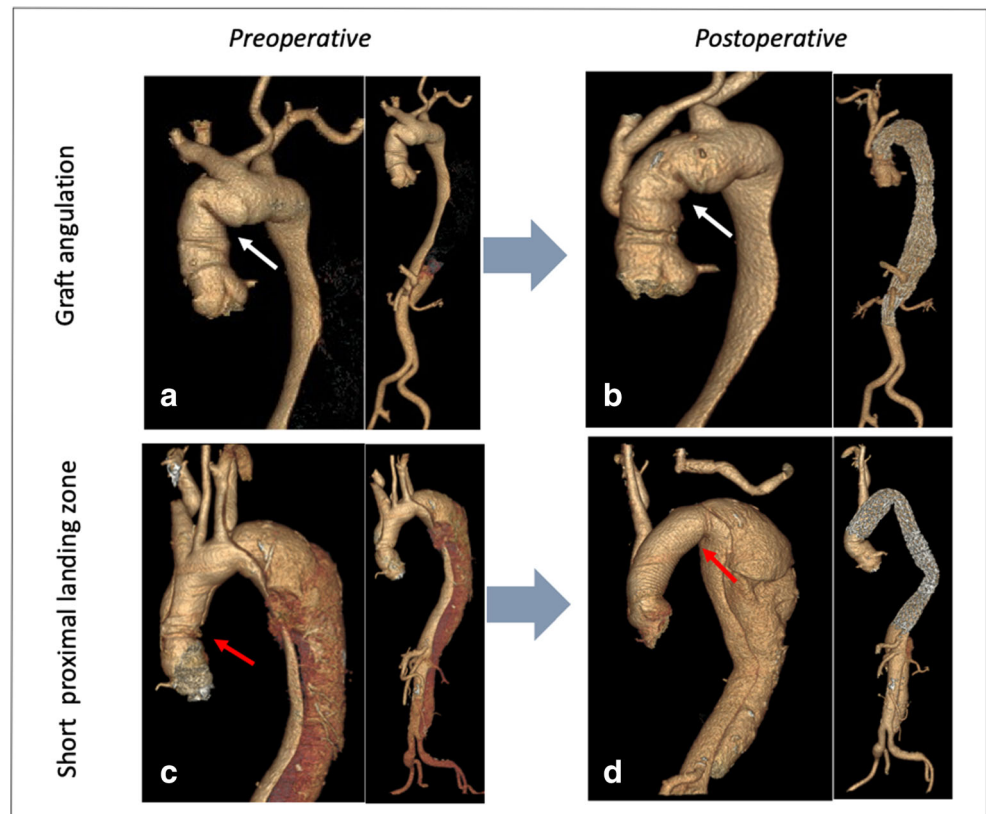 Preoperative
Postoperative
Graft angulation
a
b
Short proximal landing zone
c
d